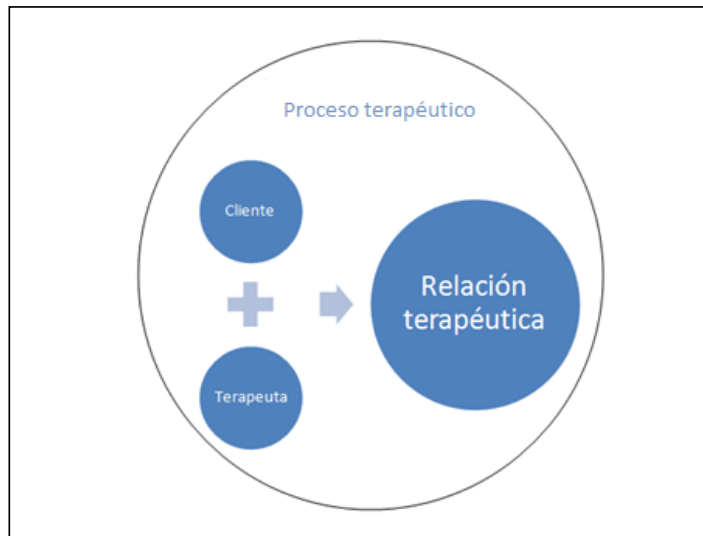 Proceso terapéutico
Cliente
Terapeuta
Relación
terapéutica